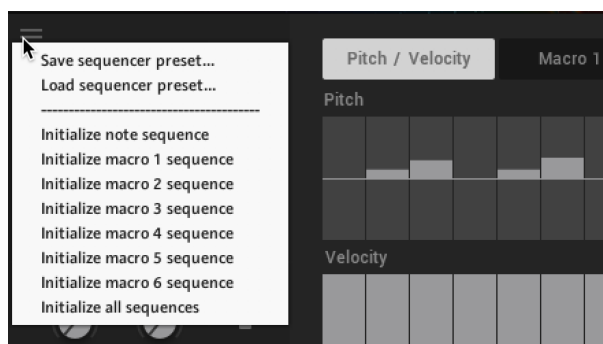 Save sequencer preset...
Load sequencer preset...
----------------------------------------
Initialize note sequence
Initialize macro 1 sequence
Initialize macro 2 sequence
Initialize macro 3 sequence
Initialize macro 4 sequence
Initialize macro 5 sequence
Initialize macro 6 sequence
Initialize all sequences
Pitch / Velocity
Macro 1
Pitch
Velocity